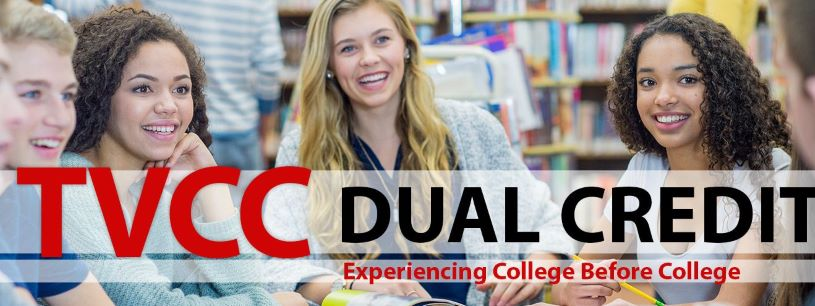 TVCC DUAL CREDIT
Experiencing College Before College